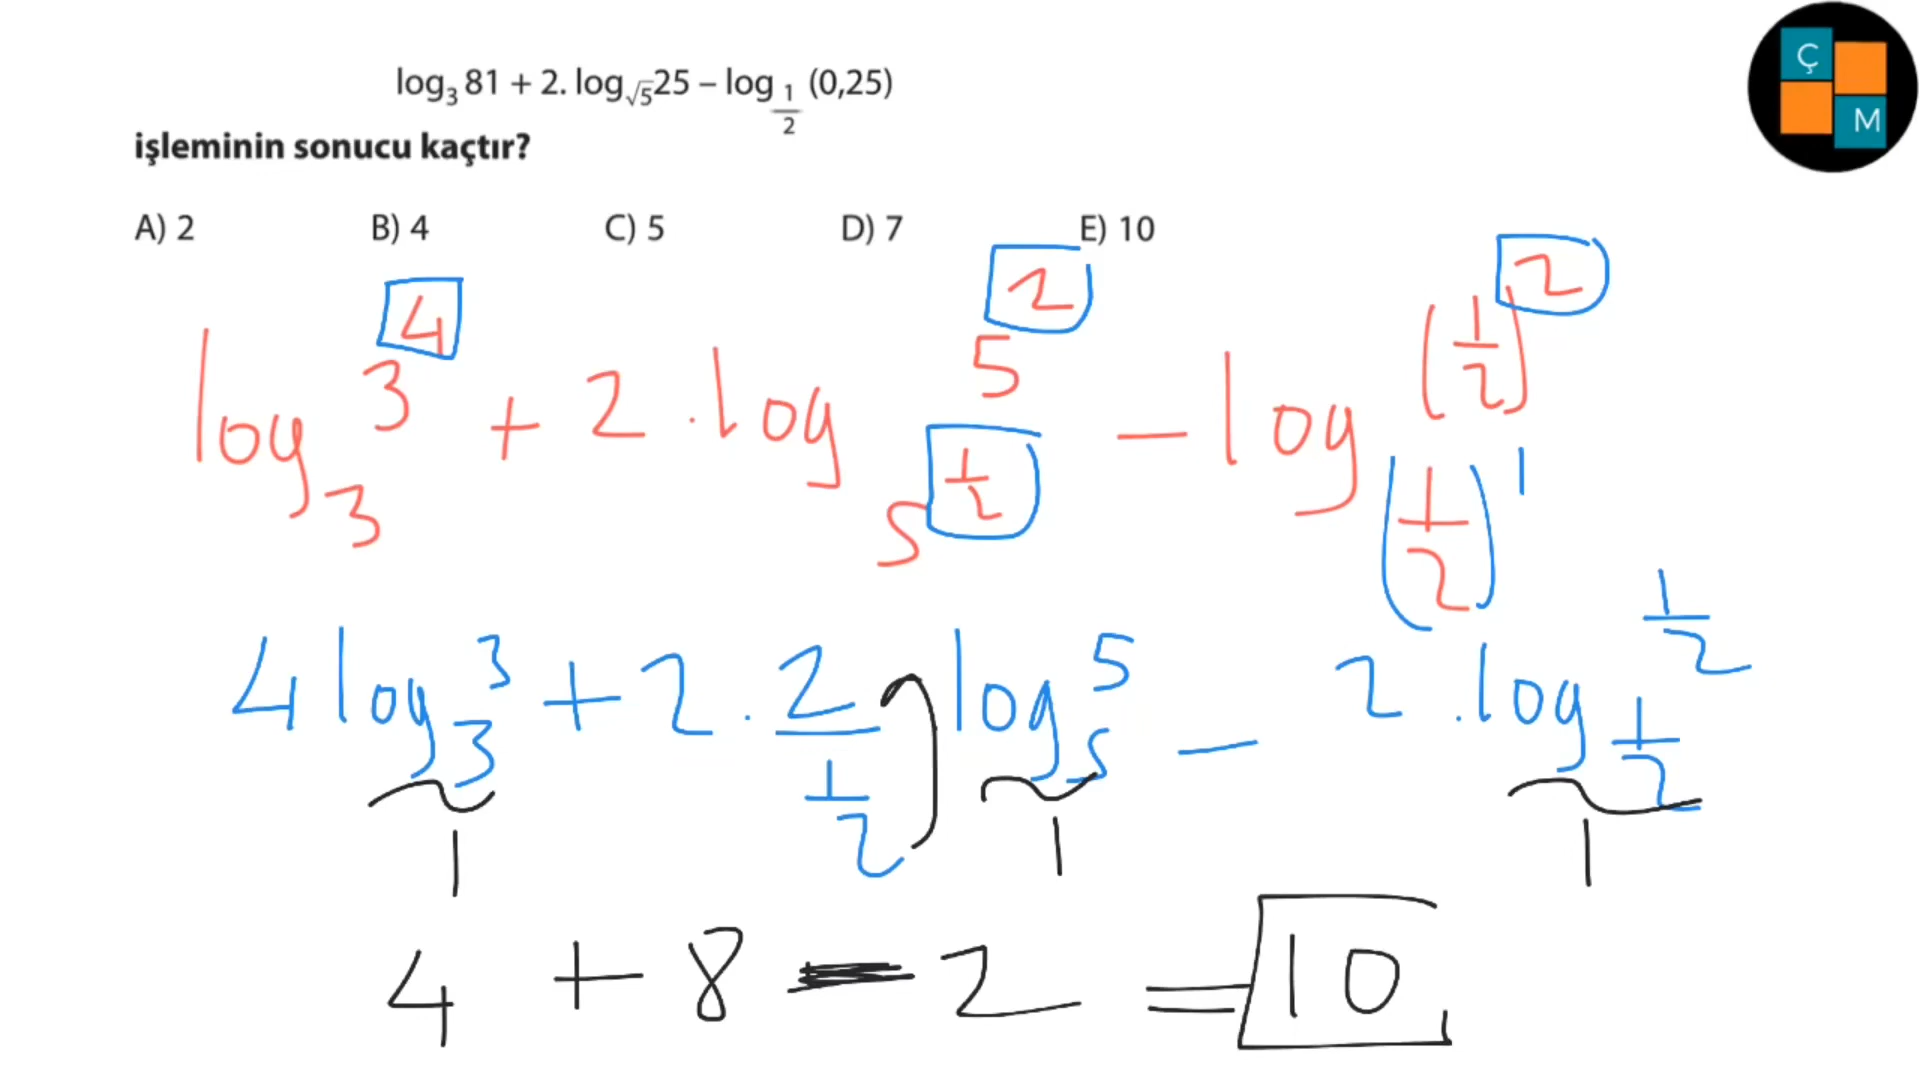 log₃ 81 + 2. log√5 25 – log 1/2 (0,25)
işleminin sonucu kaçtır?
A) 2 B) 4 C) 5 D) 7 E) 10
Ç
M
log₃ 3⁴ + 2 . log 5^(1/2) 5² – log (1/2)¹ (1/2)²
4 log₃ 3 + 2 . 2/(1/2) log₅ 5 – 2 . log 1/2 1/2
1 1 1
4 + 8 – 2 = 10